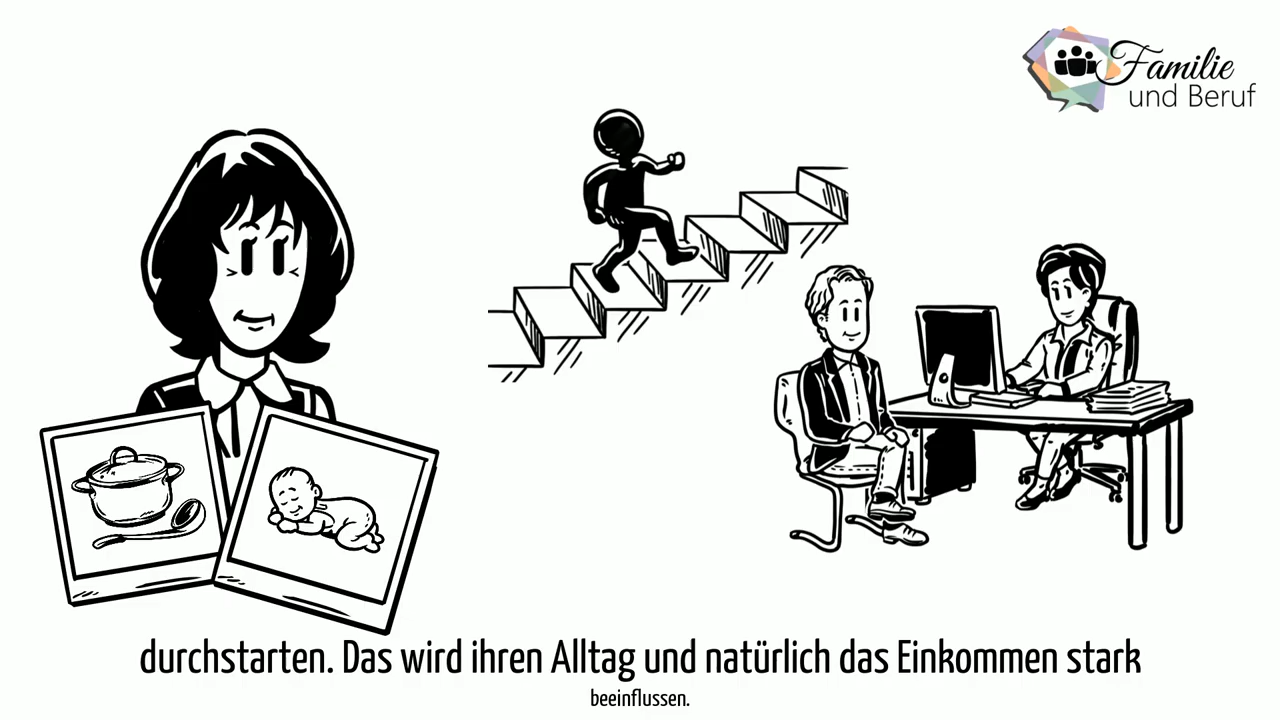 Familie
und Beruf
durchstarten. Das wird ihren Alltag und natürlich das Einkommen stark
beeinflussen.